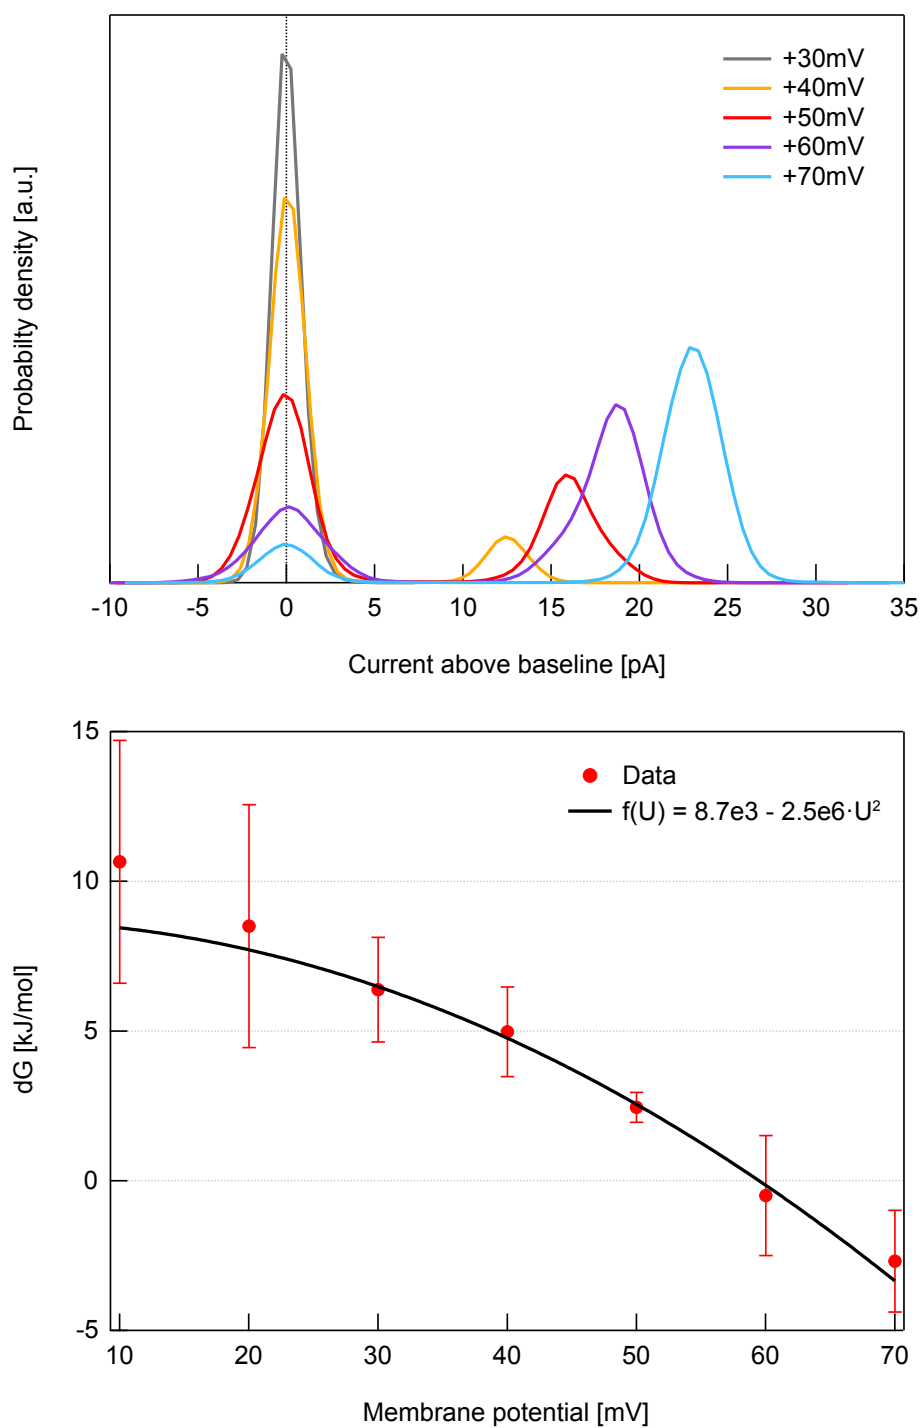 Probabilty density [a.u.]
+30mV
+40mV
+50mV
+60mV
+70mV
-10 -5 0 5 10 15 20 25 30 35
Current above baseline [pA]
dG [kJ/mol]
15
10
5
0
-5
Data
f(U) = 8.7e3 - 2.5e6·U²
10 20 30 40 50 60 70
Membrane potential [mV]